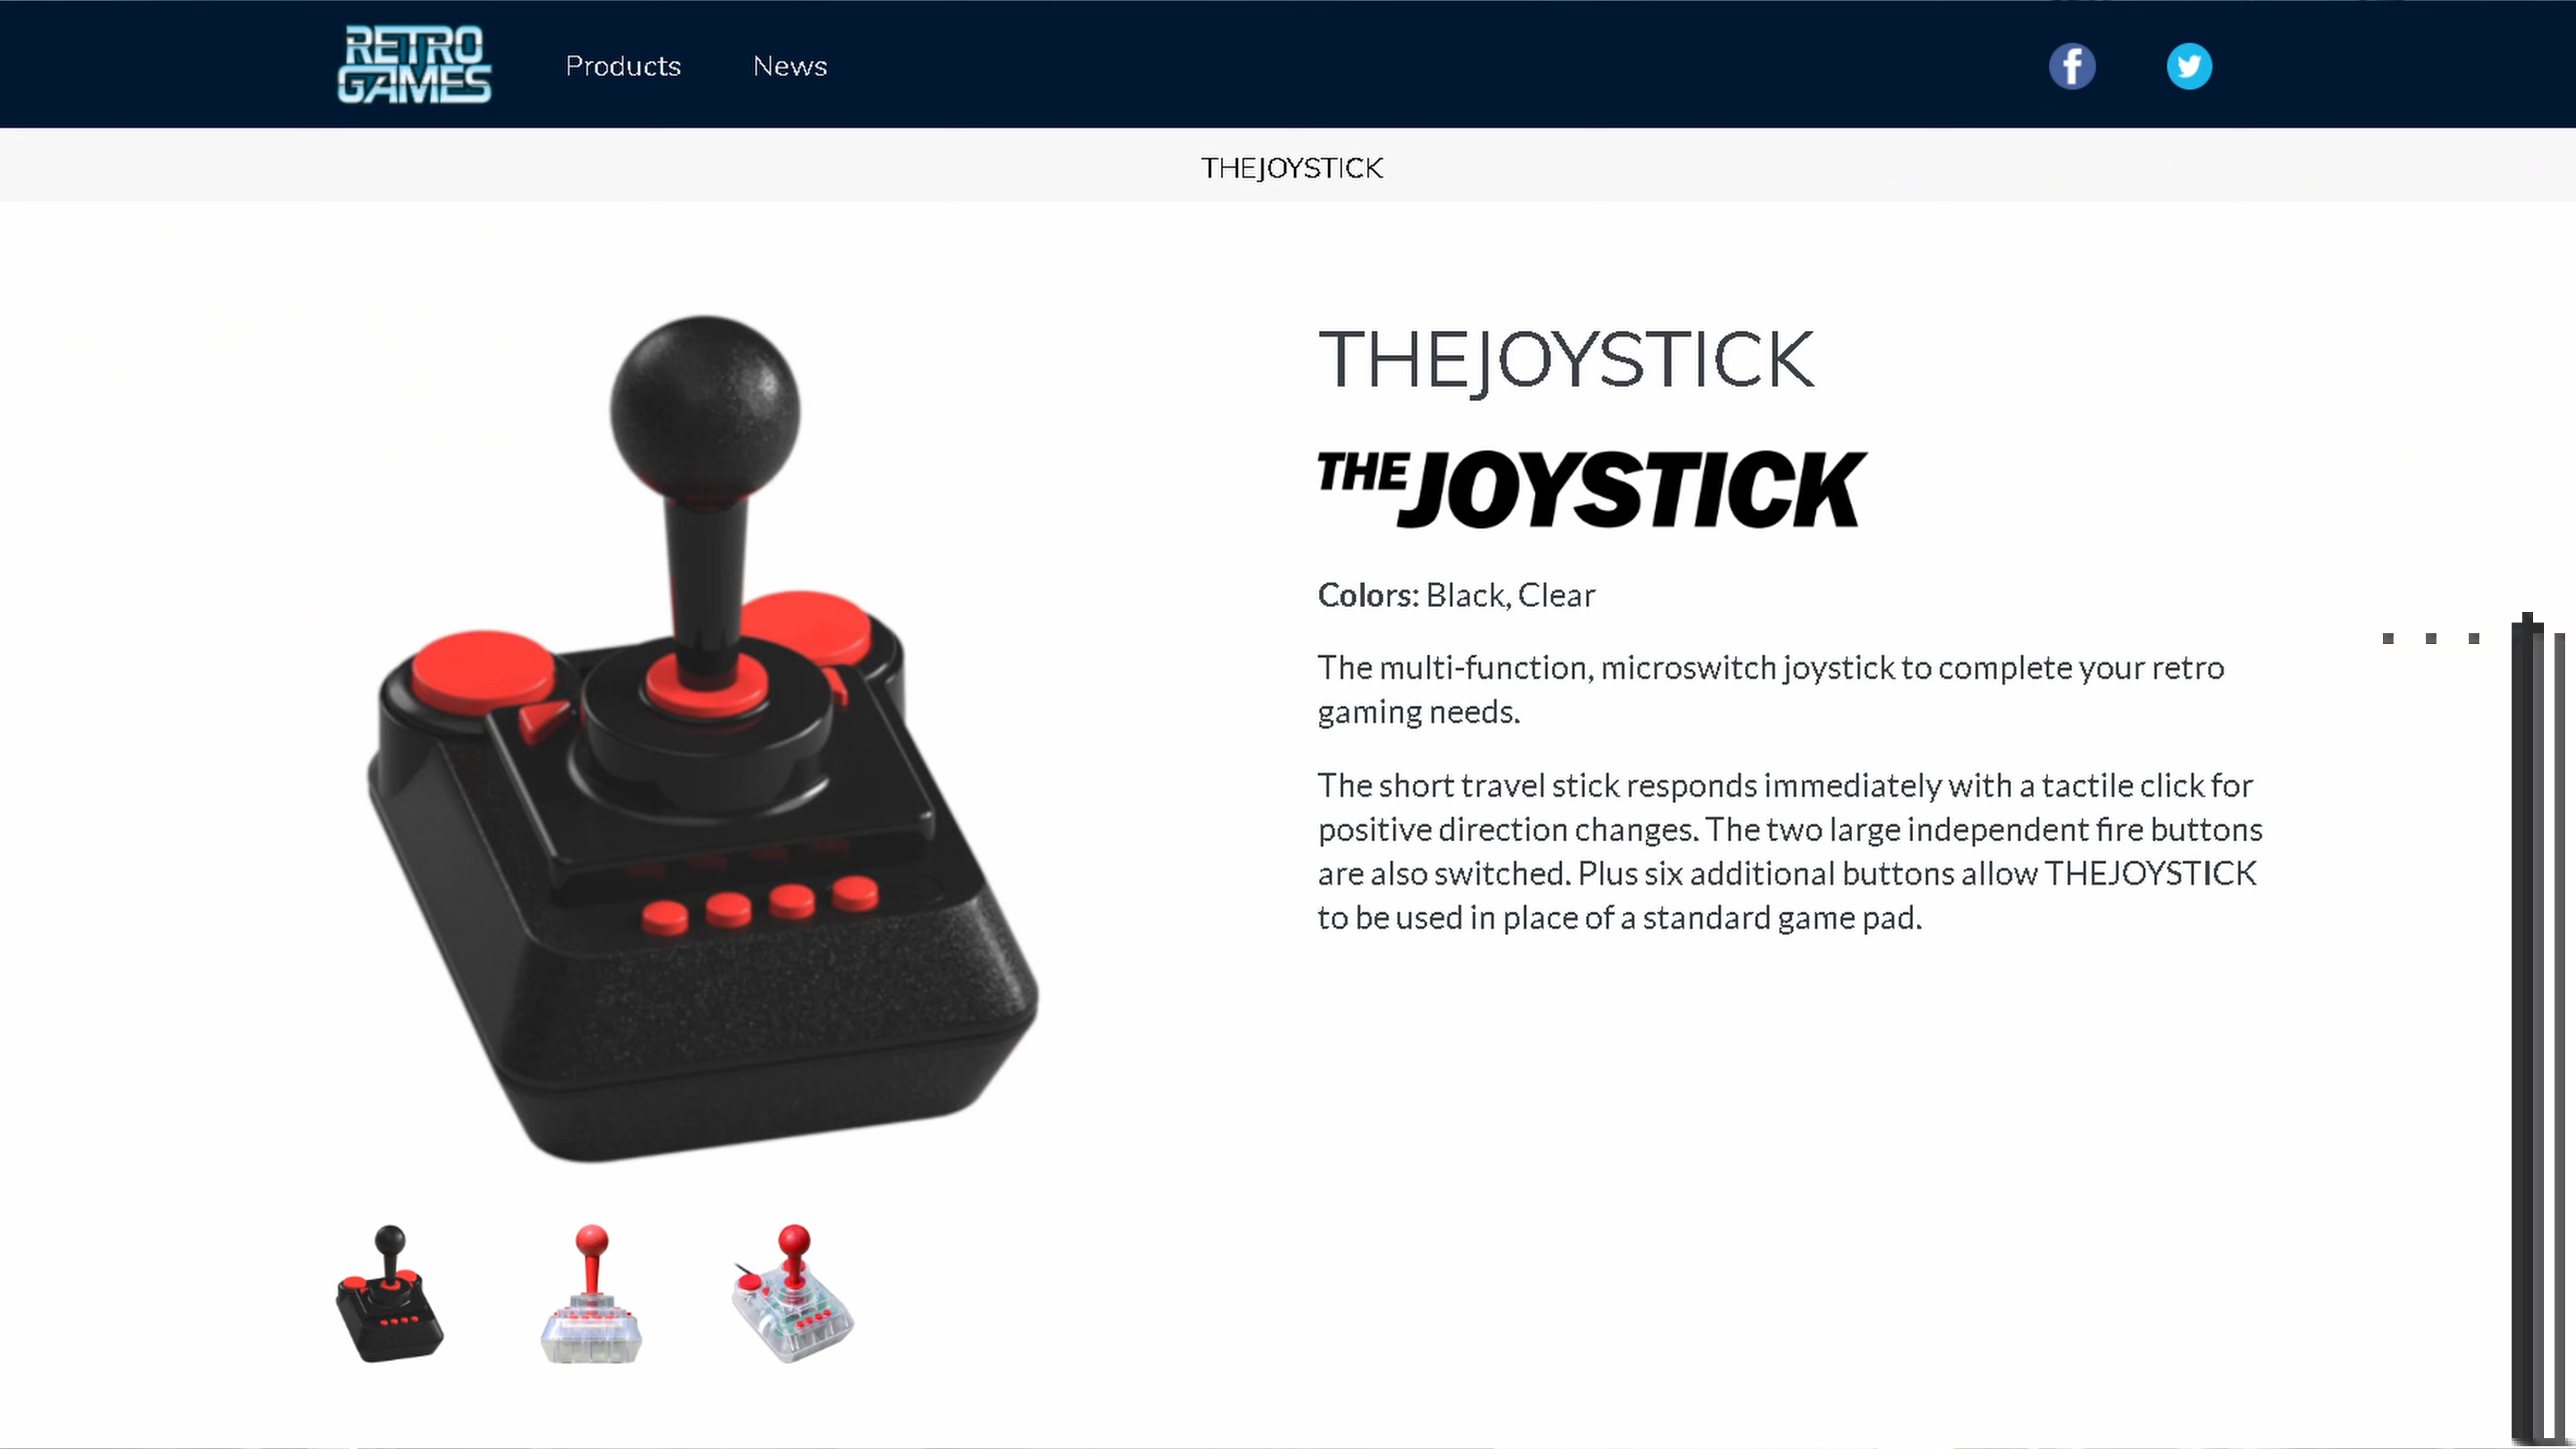 RETRO GAMES
Products
News
THEJOYSTICK
THEJOYSTICK
THE JOYSTICK
Colors: Black, Clear
The multi-function, microswitch joystick to complete your retro
gaming needs.
The short travel stick responds immediately with a tactile click for
positive direction changes. The two large independent fire buttons
are also switched. Plus six additional buttons allow THEJOYSTICK
to be used in place of a standard game pad.